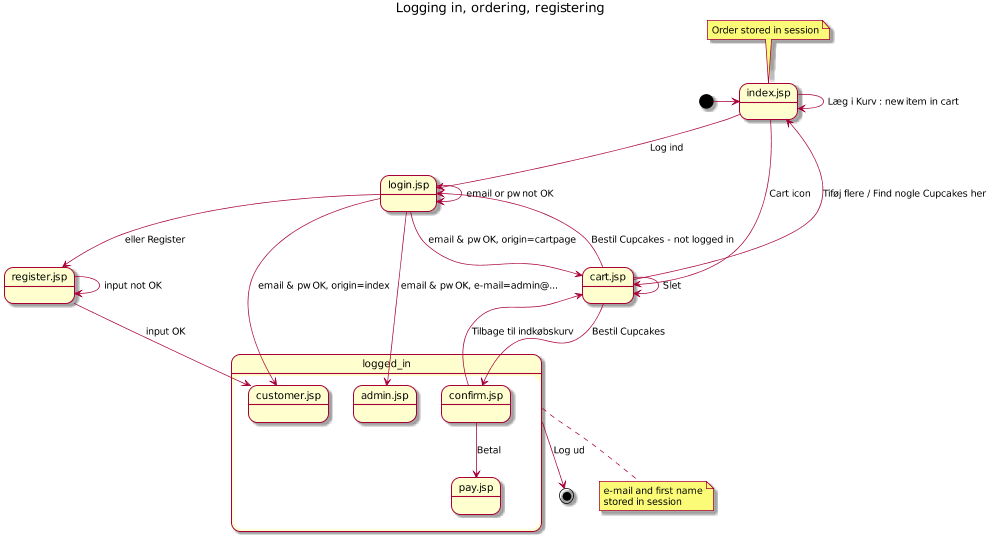 Logging in, ordering, registering
Order stored in session
index.jsp
Læg i Kurv : new item in cart
Log ind
login.jsp
email or pw not OK
Cart icon
Tiføj flere / Find nogle Cupcakes her
eller Register
email & pw OK, origin=cartpage
Bestil Cupcakes - not logged in
register.jsp
input not OK
email & pw OK, origin=index
email & pw OK, e-mail=admin@...
cart.jsp
Slet
input OK
Tilbage til indkøbskurv
Bestil Cupcakes
logged_in
customer.jsp
admin.jsp
confirm.jsp
Betal
Log ud
pay.jsp
e-mail and first name
stored in session